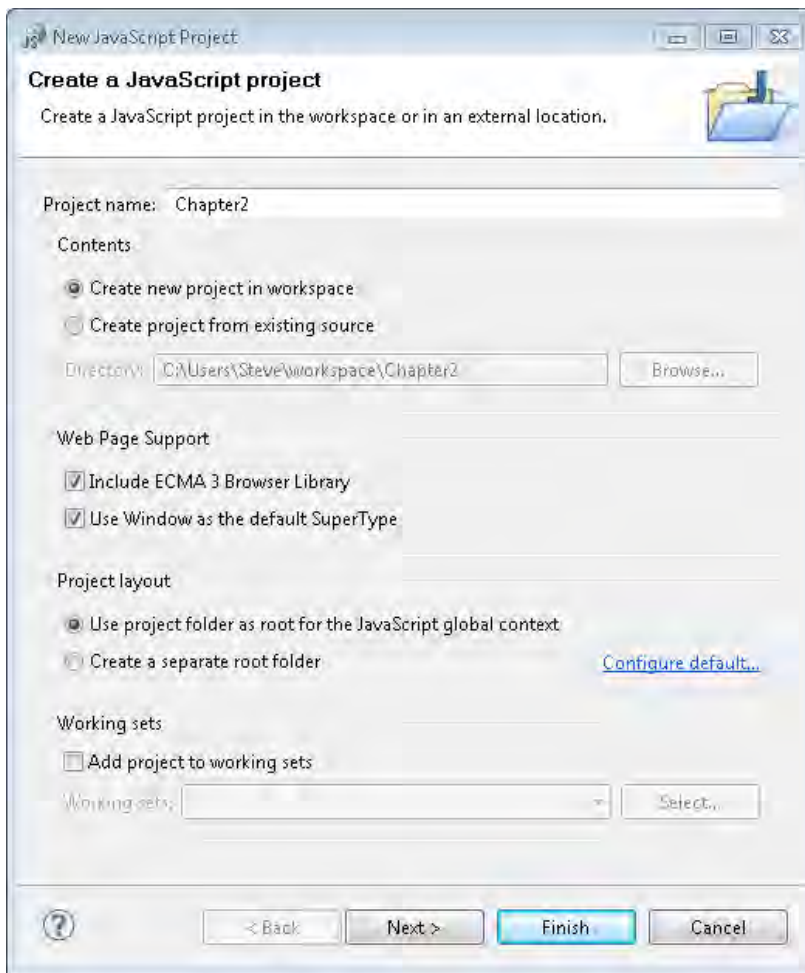 New JavaScript Project
Create a JavaScript project
Create a JavaScript project in the workspace or in an external location.
Project name: Chapter2
Contents
Create new project in workspace
Create project from existing source
Directory: C:\Users\Steve\workspace\Chapter2 Browse...
Web Page Support
Include ECMA 3 Browser Library
Use Window as the default SuperType
Project layout
Use project folder as root for the JavaScript global context
Create a separate root folder Configure default...
Working sets
Add project to working sets
Working sets: Select...
< Back Next > Finish Cancel